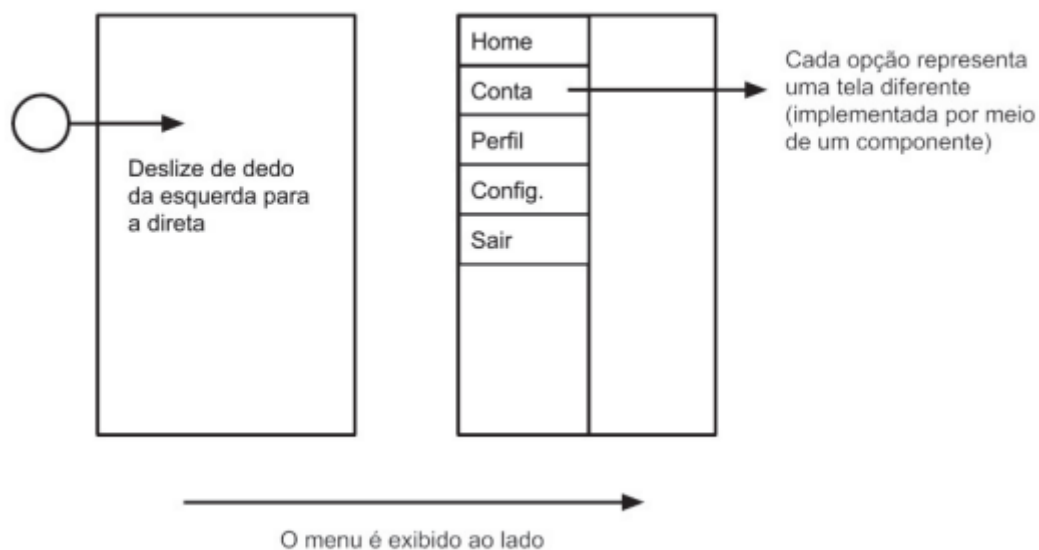 Deslize de dedo
da esquerda para
a direta
Home
Conta
Perfil
Config.
Sair
Cada opção representa
uma tela diferente
(implementada por meio
de um componente)
O menu é exibido ao lado